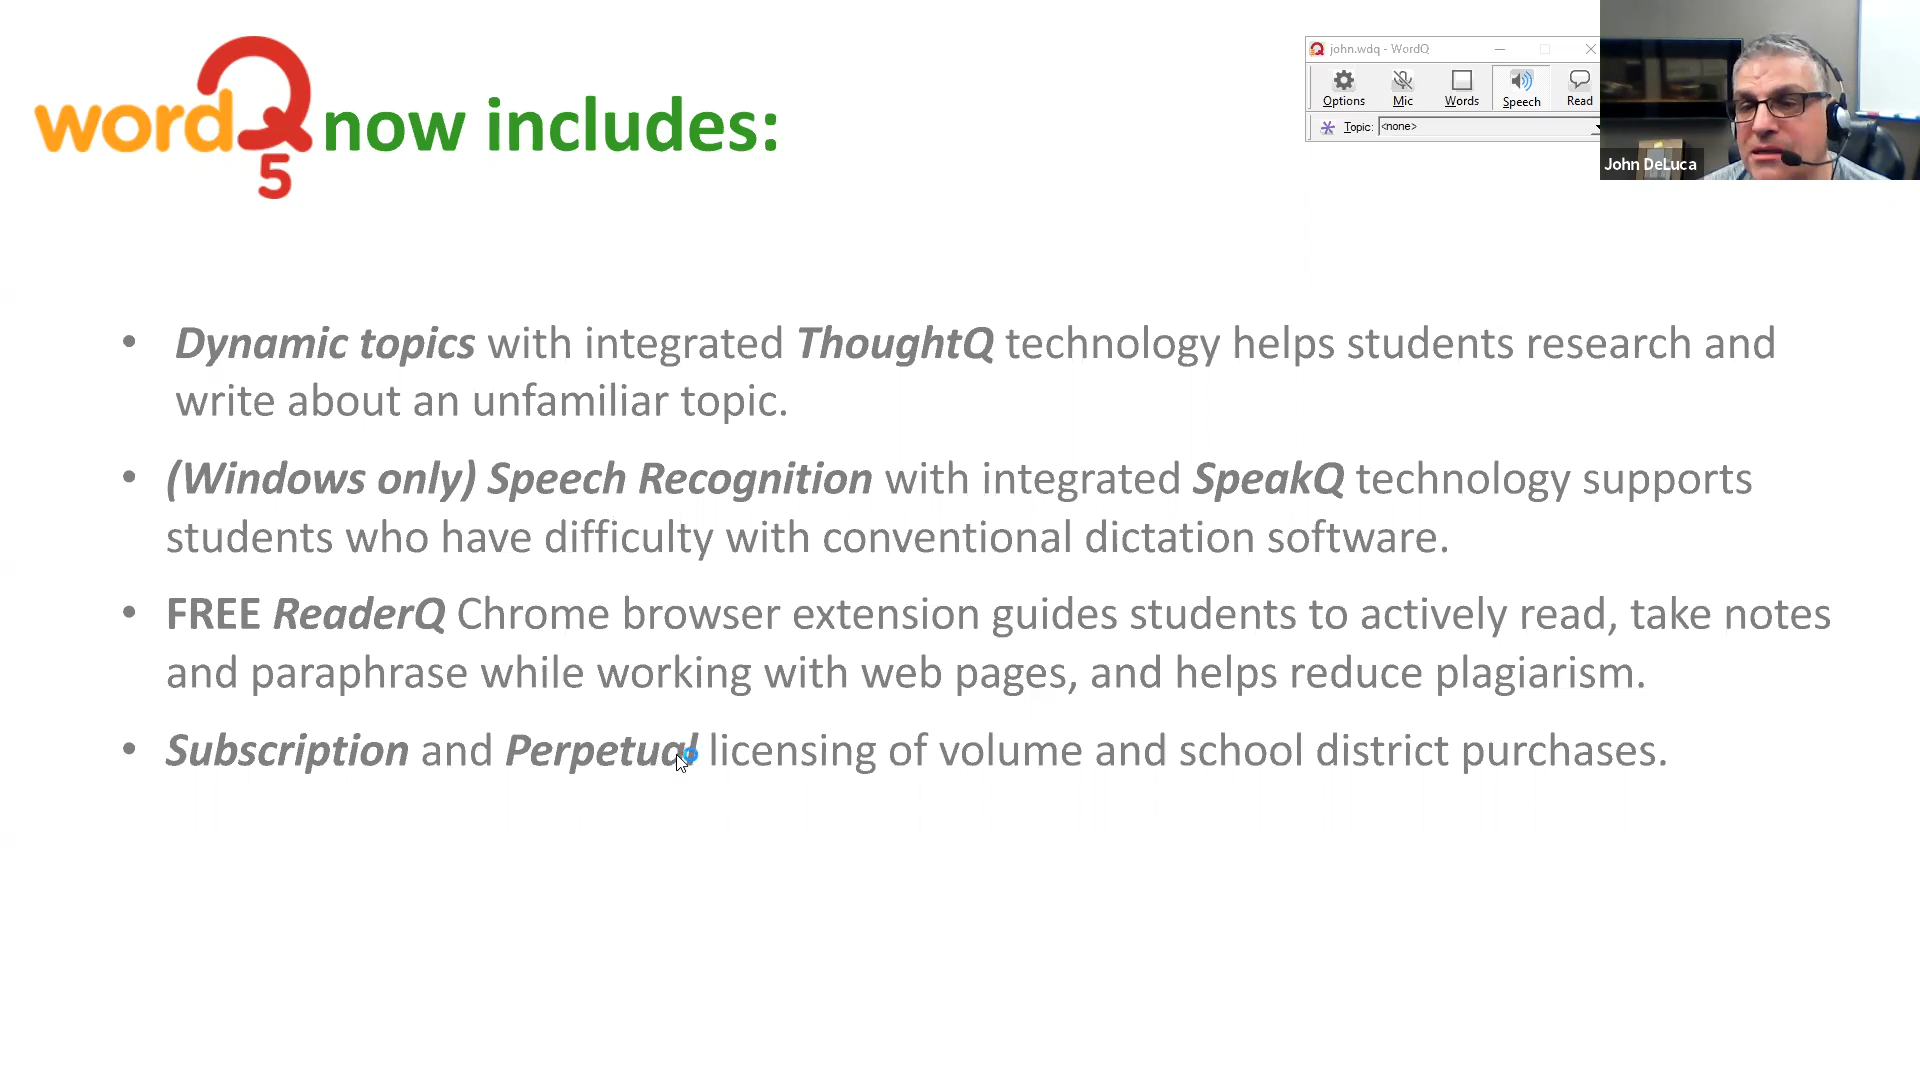 wordQ now includes:
5
john.wdq - WordQ
Options Mic Words Speech Read
Topic: <none>
John DeLuca
• Dynamic topics with integrated ThoughtQ technology helps students research and
write about an unfamiliar topic.
• (Windows only) Speech Recognition with integrated SpeakQ technology supports
students who have difficulty with conventional dictation software.
• FREE ReaderQ Chrome browser extension guides students to actively read, take notes
and paraphrase while working with web pages, and helps reduce plagiarism.
• Subscription and Perpetual licensing of volume and school district purchases.